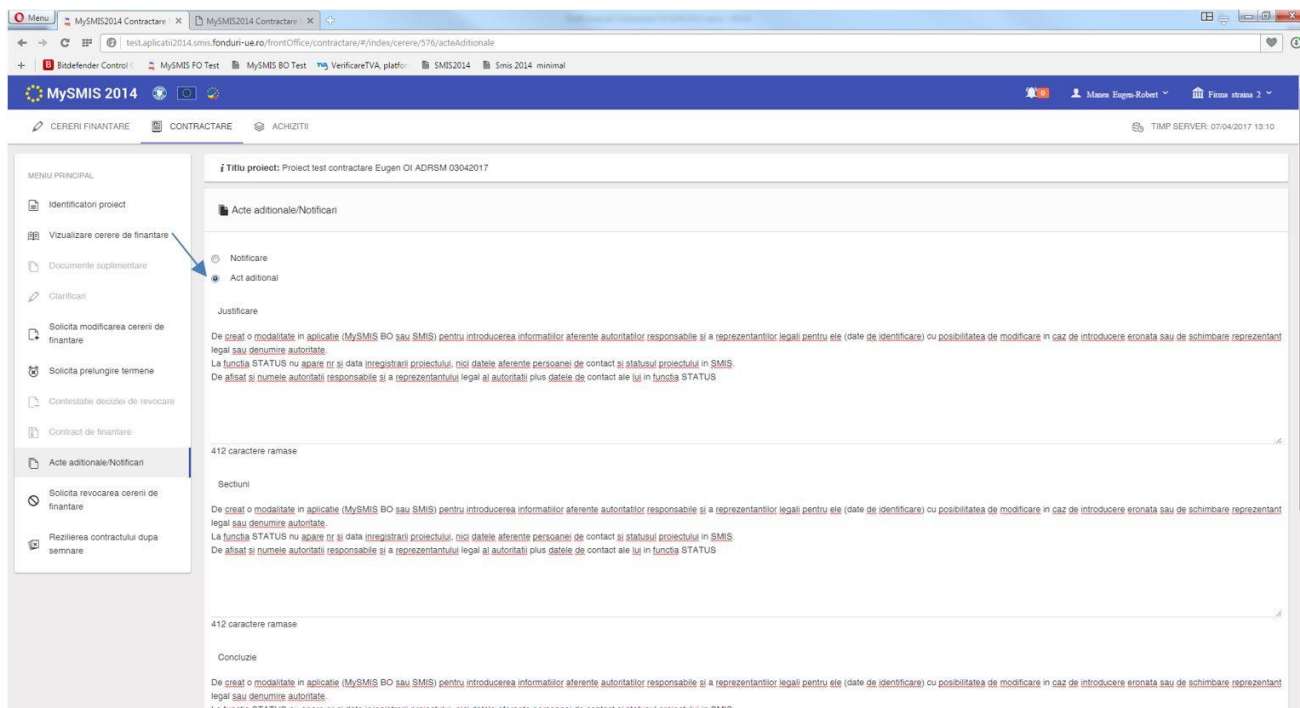 Menu
MySMIS2014 Contractare
MySMIS2014 Contractare
test.aplicatii2014.smis.fonduri-ue.ro/frontOffice/contractare/#/index/cerere/576/acteAditionale
Bitdefender Control C
MySMIS FO Test
MySMIS BO Test
VerificareTVA, platfor
SMIS2014
Smis 2014 minimal
MySMIS 2014
0
Manea Eugen-Robert
Firma straina 2
CERERI FINANTARE
CONTRACTARE
ACHIZITII
TIMP SERVER: 07/04/2017 13:10
MENIU PRINCIPAL
Identificatori proiect
Vizualizare cerere de finantare
Documente suplimentare
Clarificari
Solicita modificarea cererii de
finantare
Solicita prelungire termene
Contestatie deciziei de revocare
Contract de finantare
Acte aditionale/Notificari
Solicita revocarea cererii de
finantare
Rezilierea contractului dupa
semnare
i Titlu proiect: Proiect test contractare Eugen OI ADRSM 03042017
Acte aditionale/Notificari
Notificare
Act aditional
Justificare
De creat o modalitate in aplicatie (MySMIS BO sau SMIS) pentru introducerea informatiilor aferente autoritatilor responsabile si a reprezentantilor legali pentru ele (date de identificare) cu posibilitatea de modificare in caz de introducere eronata sau de schimbare reprezentant
legal sau denumire autoritate.
La functia STATUS nu apare nr si data inregistrarii proiectului, nici datele aferente persoanei de contact si statusul proiectului in SMIS.
De afisat si numele autoritatii responsabile si a reprezentantului legal al autoritatii plus datele de contact ale lui in functia STATUS
412 caractere ramase
Sectiuni
De creat o modalitate in aplicatie (MySMIS BO sau SMIS) pentru introducerea informatiilor aferente autoritatilor responsabile si a reprezentantilor legali pentru ele (date de identificare) cu posibilitatea de modificare in caz de introducere eronata sau de schimbare reprezentant
legal sau denumire autoritate.
La functia STATUS nu apare nr si data inregistrarii proiectului, nici datele aferente persoanei de contact si statusul proiectului in SMIS.
De afisat si numele autoritatii responsabile si a reprezentantului legal al autoritatii plus datele de contact ale lui in functia STATUS
412 caractere ramase
Concluzie
De creat o modalitate in aplicatie (MySMIS BO sau SMIS) pentru introducerea informatiilor aferente autoritatilor responsabile si a reprezentantilor legali pentru ele (date de identificare) cu posibilitatea de modificare in caz de introducere eronata sau de schimbare reprezentant
legal sau denumire autoritate.